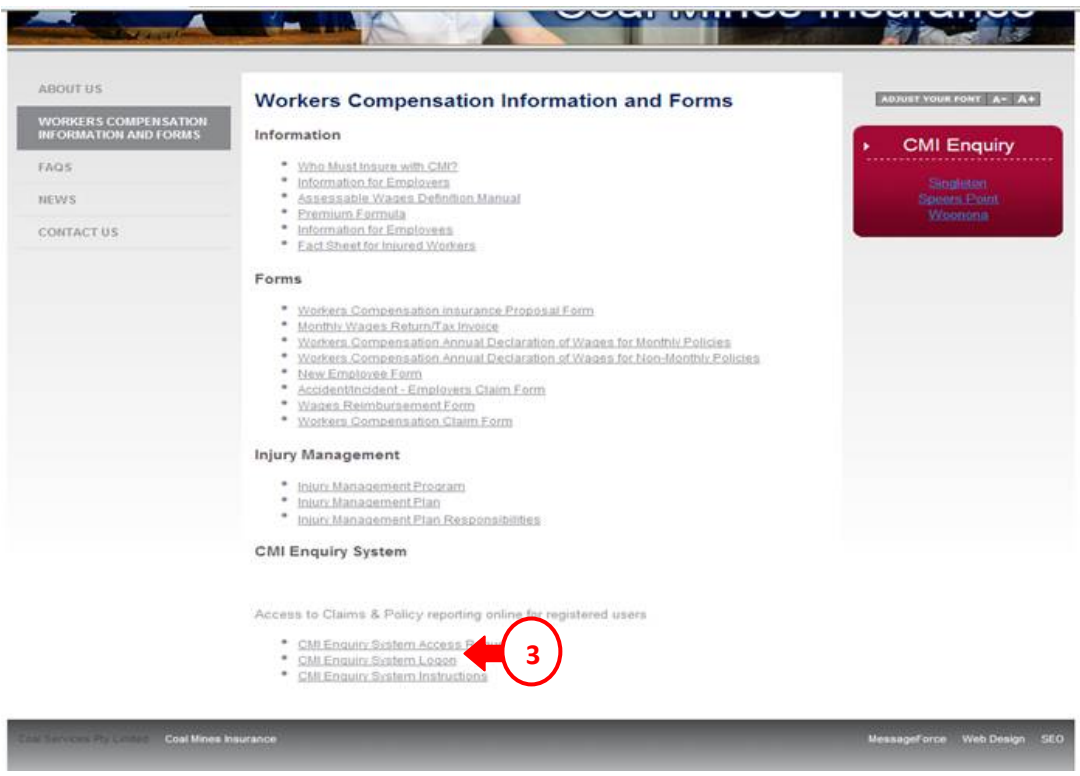 Coal Mines Insurance
ABOUT US
WORKERS COMPENSATION
INFORMATION AND FORMS
FAQS
NEWS
CONTACT US
Workers Compensation Information and Forms
Information
Who Must Insure with CMI?
Information for Employers
Assessable Wages Definition Manual
Premium Formula
Information for Employees
Fact Sheet for Injured Workers
Forms
Workers Compensation Insurance Proposal Form
Monthly Wages Return/Tax Invoice
Workers Compensation Annual Declaration of Wages for Monthly Policies
Workers Compensation Annual Declaration of Wages for Non-Monthly Policies
New Employee Form
Accident/Incident - Employers Claim Form
Wages Reimbursement Form
Workers Compensation Claim Form
Injury Management
Injury Management Program
Injury Management Plan
Injury Management Plan Responsibilities
CMI Enquiry System
Access to Claims & Policy reporting online for registered users
CMI Enquiry System Access
CMI Enquiry System Logon
CMI Enquiry System Instructions
3
ADJUST YOUR FONT A- A+
CMI Enquiry
Singleton
Speers Point
Woonona
Coal Services Pty Limited Coal Mines Insurance
MessageForce Web Design SEO